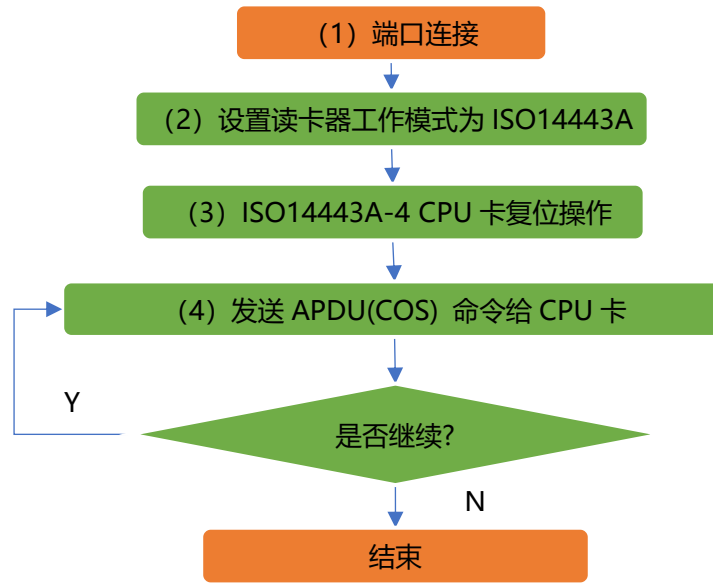 （1）端口连接
（2）设置读卡器工作模式为 ISO14443A
（3）ISO14443A-4 CPU 卡复位操作
（4）发送 APDU(COS) 命令给 CPU 卡
Y
是否继续?
N
结束